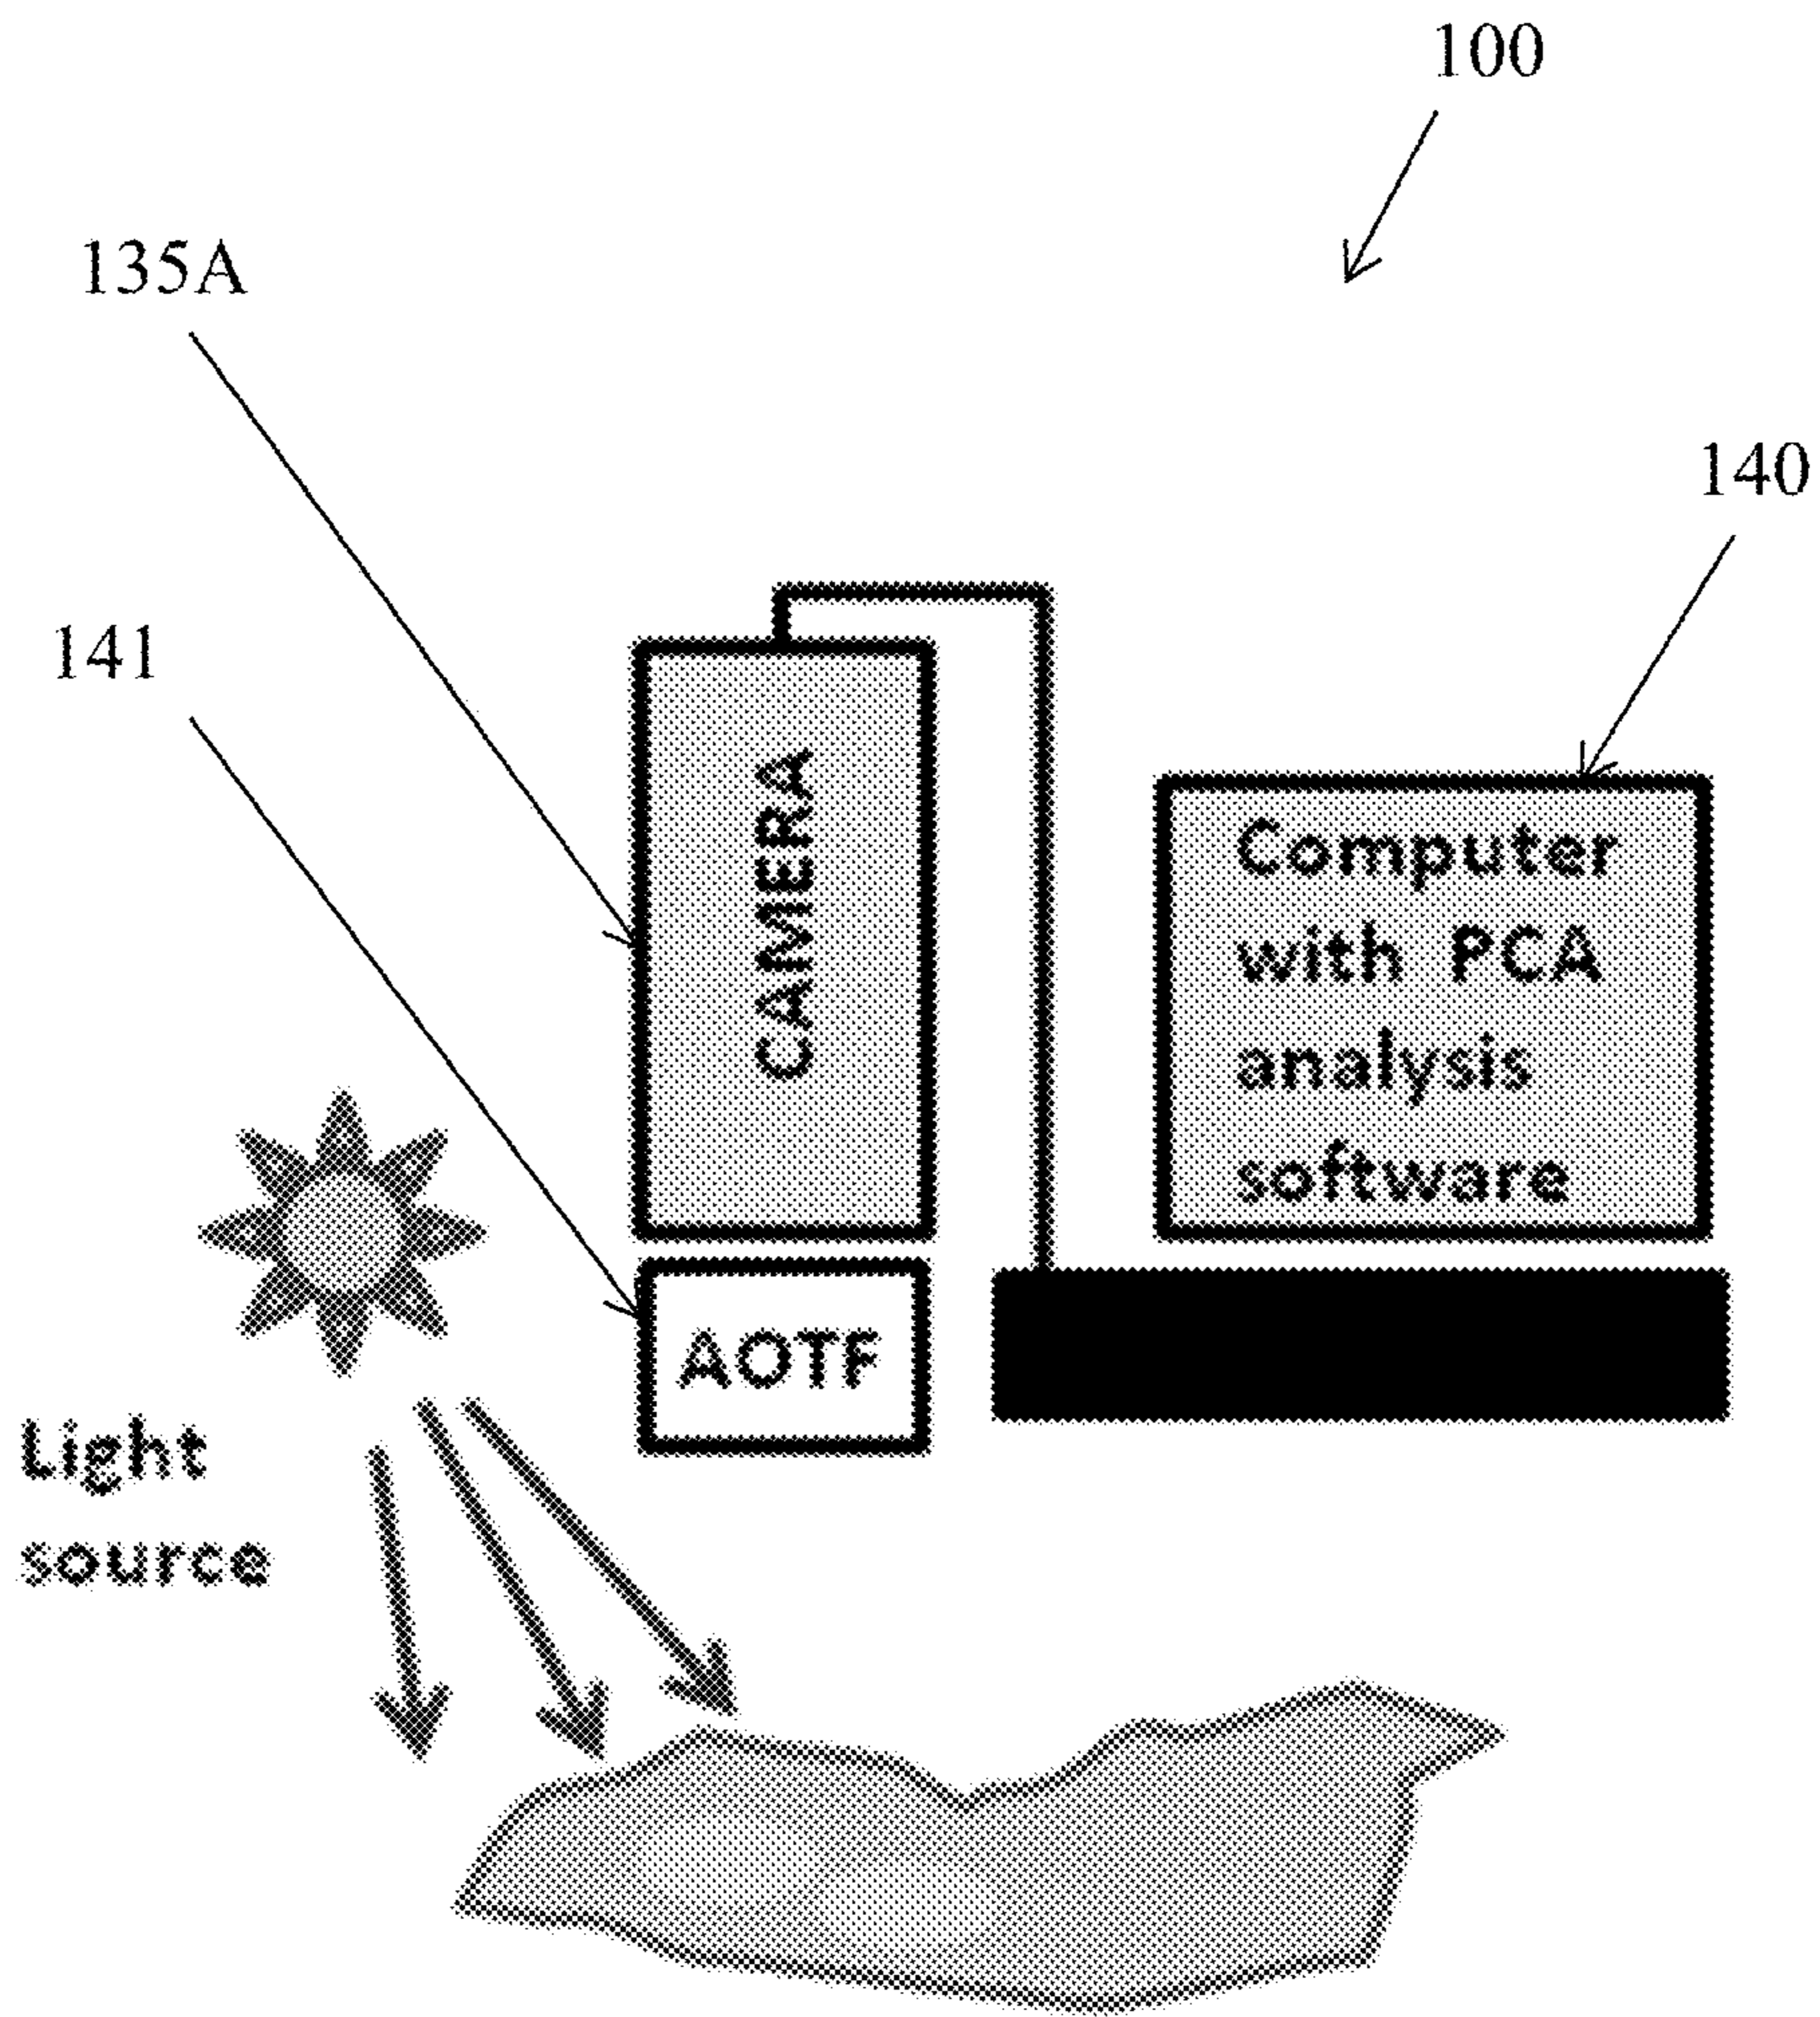 100
135A
140
141
CAMERA
Computer
with PCA
analysis
software
AOTF
Light
source